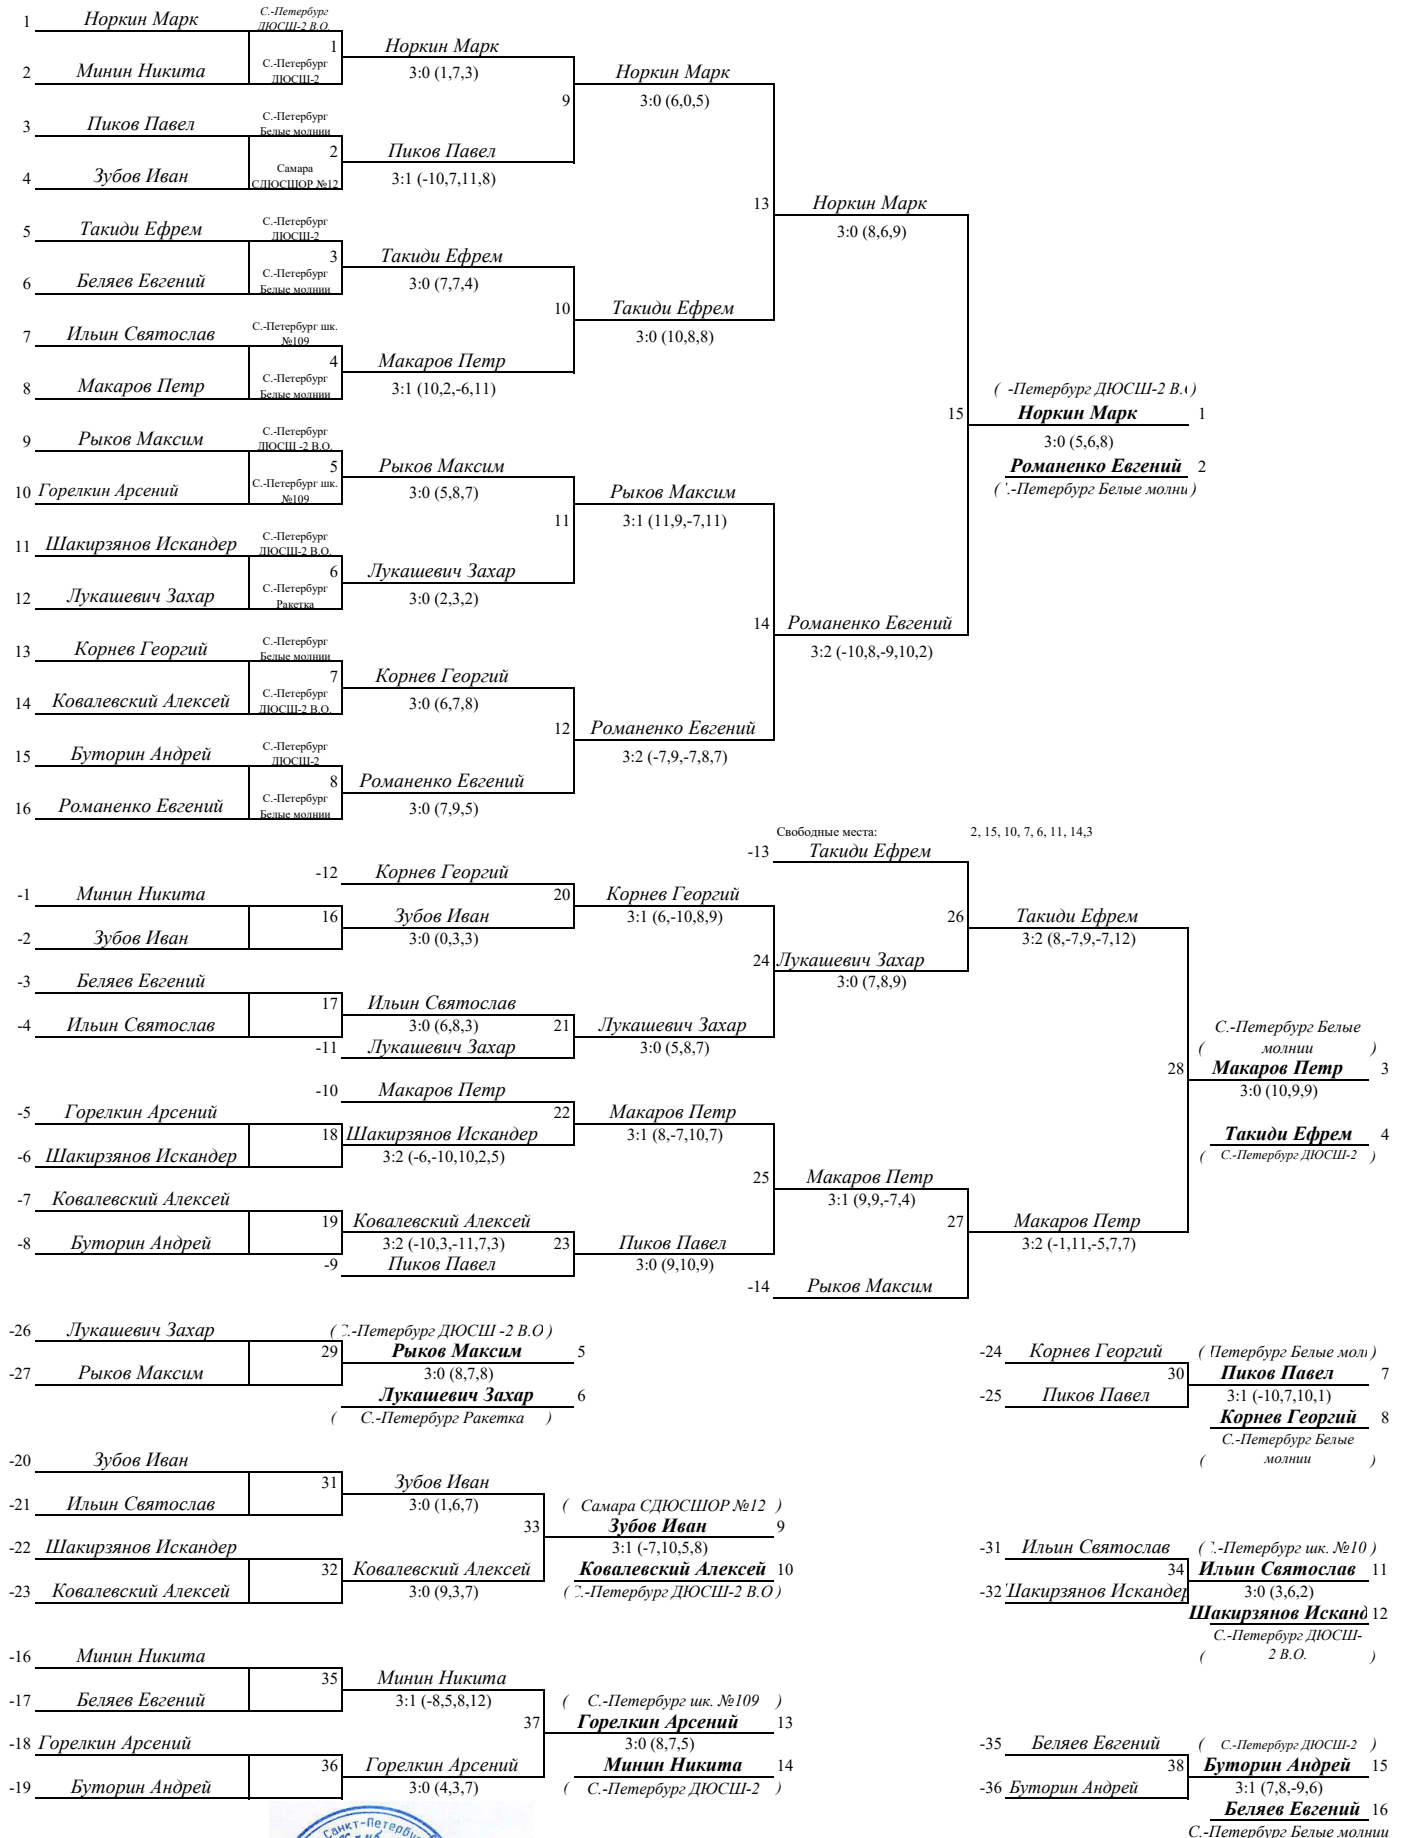 1 Норкин Марк С.-Петербург ДЮСШ-2 В.О.
1 Норкин Марк
2 Минин Никита С.-Петербург ДЮСШ-2
3:0 (1,7,3)
Норкин Марк
9 3:0 (6,0,5)
3 Пиков Павел С.-Петербург Белые молнии
2 Пиков Павел
4 Зубов Иван Самара СДЮСШОР №12
3:1 (-10,7,11,8)
13 Норкин Марк
3:0 (8,6,9)
5 Такиди Ефрем С.-Петербург ДЮСШ-2
3 Такиди Ефрем
6 Беляев Евгений С.-Петербург Белые молнии
3:0 (7,7,4)
10 Такиди Ефрем
3:0 (10,8,8)
7 Ильин Святослав С.-Петербург шк. №109
4 Макаров Петр
8 Макаров Петр С.-Петербург Белые молнии
3:1 (10,2,-6,11)
( -Петербург ДЮСШ-2 В.( )
15 Норкин Марк 1
3:0 (5,6,8)
Романенко Евгений 2
( .-Петербург Белые молни )
9 Рыков Максим С.-Петербург ДЮСШ -2 В.О.
5 Рыков Максим
10 Горелкин Арсений С.-Петербург шк. №109
3:0 (5,8,7)
Рыков Максим
11 3:1 (11,9,-7,11)
11 Шакирзянов Искандер С.-Петербург ДЮСШ-2 В.О.
6 Лукашевич Захар
12 Лукашевич Захар С.-Петербург Ракетка
3:0 (2,3,2)
14 Романенко Евгений
3:2 (-10,8,-9,10,2)
13 Корнев Георгий С.-Петербург Белые молнии
7 Корнев Георгий
14 Ковалевский Алексей С.-Петербург ДЮСШ-2 В.О.
3:0 (6,7,8)
12 Романенко Евгений
3:2 (-7,9,-7,8,7)
15 Буторин Андрей С.-Петербург ДЮСШ-2
8 Романенко Евгений
16 Романенко Евгений С.-Петербург Белые молнии
3:0 (7,9,5)
Свободные места: 2, 15, 10, 7, 6, 11, 14,3
-13 Такиди Ефрем
-12 Корнев Георгий
-1 Минин Никита
20 Корнев Георгий
16 Зубов Иван
3:1 (6,-10,8,9)
26 Такиди Ефрем
-2 Зубов Иван
3:0 (0,3,3)
3:2 (8,-7,9,-7,12)
24 Лукашевич Захар
-3 Беляев Евгений
3:0 (7,8,9)
17 Ильин Святослав
-4 Ильин Святослав
3:0 (6,8,3)
21 Лукашевич Захар
-11 Лукашевич Захар
3:0 (5,8,7)
С.-Петербург Белые
( молнии )
28 Макаров Петр 3
3:0 (10,9,9)
-10 Макаров Петр
-5 Горелкин Арсений
22 Макаров Петр
18 Шакирзянов Искандер
3:1 (8,-7,10,7)
Такиди Ефрем 4
-6 Шакирзянов Искандер
3:2 (-6,-10,10,2,5)
( С.-Петербург ДЮСШ-2 )
25 Макаров Петр
-7 Ковалевский Алексей
3:1 (9,9,-7,4)
19 Ковалевский Алексей
27 Макаров Петр
-8 Буторин Андрей
3:2 (-10,3,-11,7,3)
23 Пиков Павел
3:2 (-1,11,-5,7,7)
-9 Пиков Павел
3:0 (9,10,9)
-14 Рыков Максим
-26 Лукашевич Захар
( .-Петербург ДЮСШ -2 В.О )
29 Рыков Максим 5
-27 Рыков Максим
3:0 (8,7,8)
Лукашевич Захар 6
( С.-Петербург Ракетка )
-24 Корнев Георгий
( Петербург Белые мол )
30 Пиков Павел 7
-25 Пиков Павел
3:1 (-10,7,10,1)
Корнев Георгий 8
С.-Петербург Белые
( молнии )
-20 Зубов Иван
31 Зубов Иван
-21 Ильин Святослав
3:0 (1,6,7)
( Самара СДЮСШОР №12 )
33 Зубов Иван 9
3:1 (-7,10,5,8)
-22 Шакирзянов Искандер
32 Ковалевский Алексей
Ковалевский Алексей 10
-23 Ковалевский Алексей
3:0 (9,3,7)
( .-Петербург ДЮСШ-2 В.О )
-31 Ильин Святослав
( .-Петербург шк. №10 )
34 Ильин Святослав 11
-32 Шакирзянов Искандер
3:0 (3,6,2)
Шакирзянов Исканд 12
С.-Петербург ДЮСШ-
( 2 В.О. )
-16 Минин Никита
35 Минин Никита
-17 Беляев Евгений
3:1 (-8,5,8,12)
( С.-Петербург шк. №109 )
37 Горелкин Арсений 13
3:0 (8,7,5)
-18 Горелкин Арсений
36 Горелкин Арсений
Минин Никита 14
-19 Буторин Андрей
3:0 (4,3,7)
( С.-Петербург ДЮСШ-2 )
-35 Беляев Евгений
( С.-Петербург ДЮСШ-2 )
38 Буторин Андрей 15
-36 Буторин Андрей
3:1 (7,8,-9,6)
Беляев Евгений 16
С.-Петербург Белые молнии